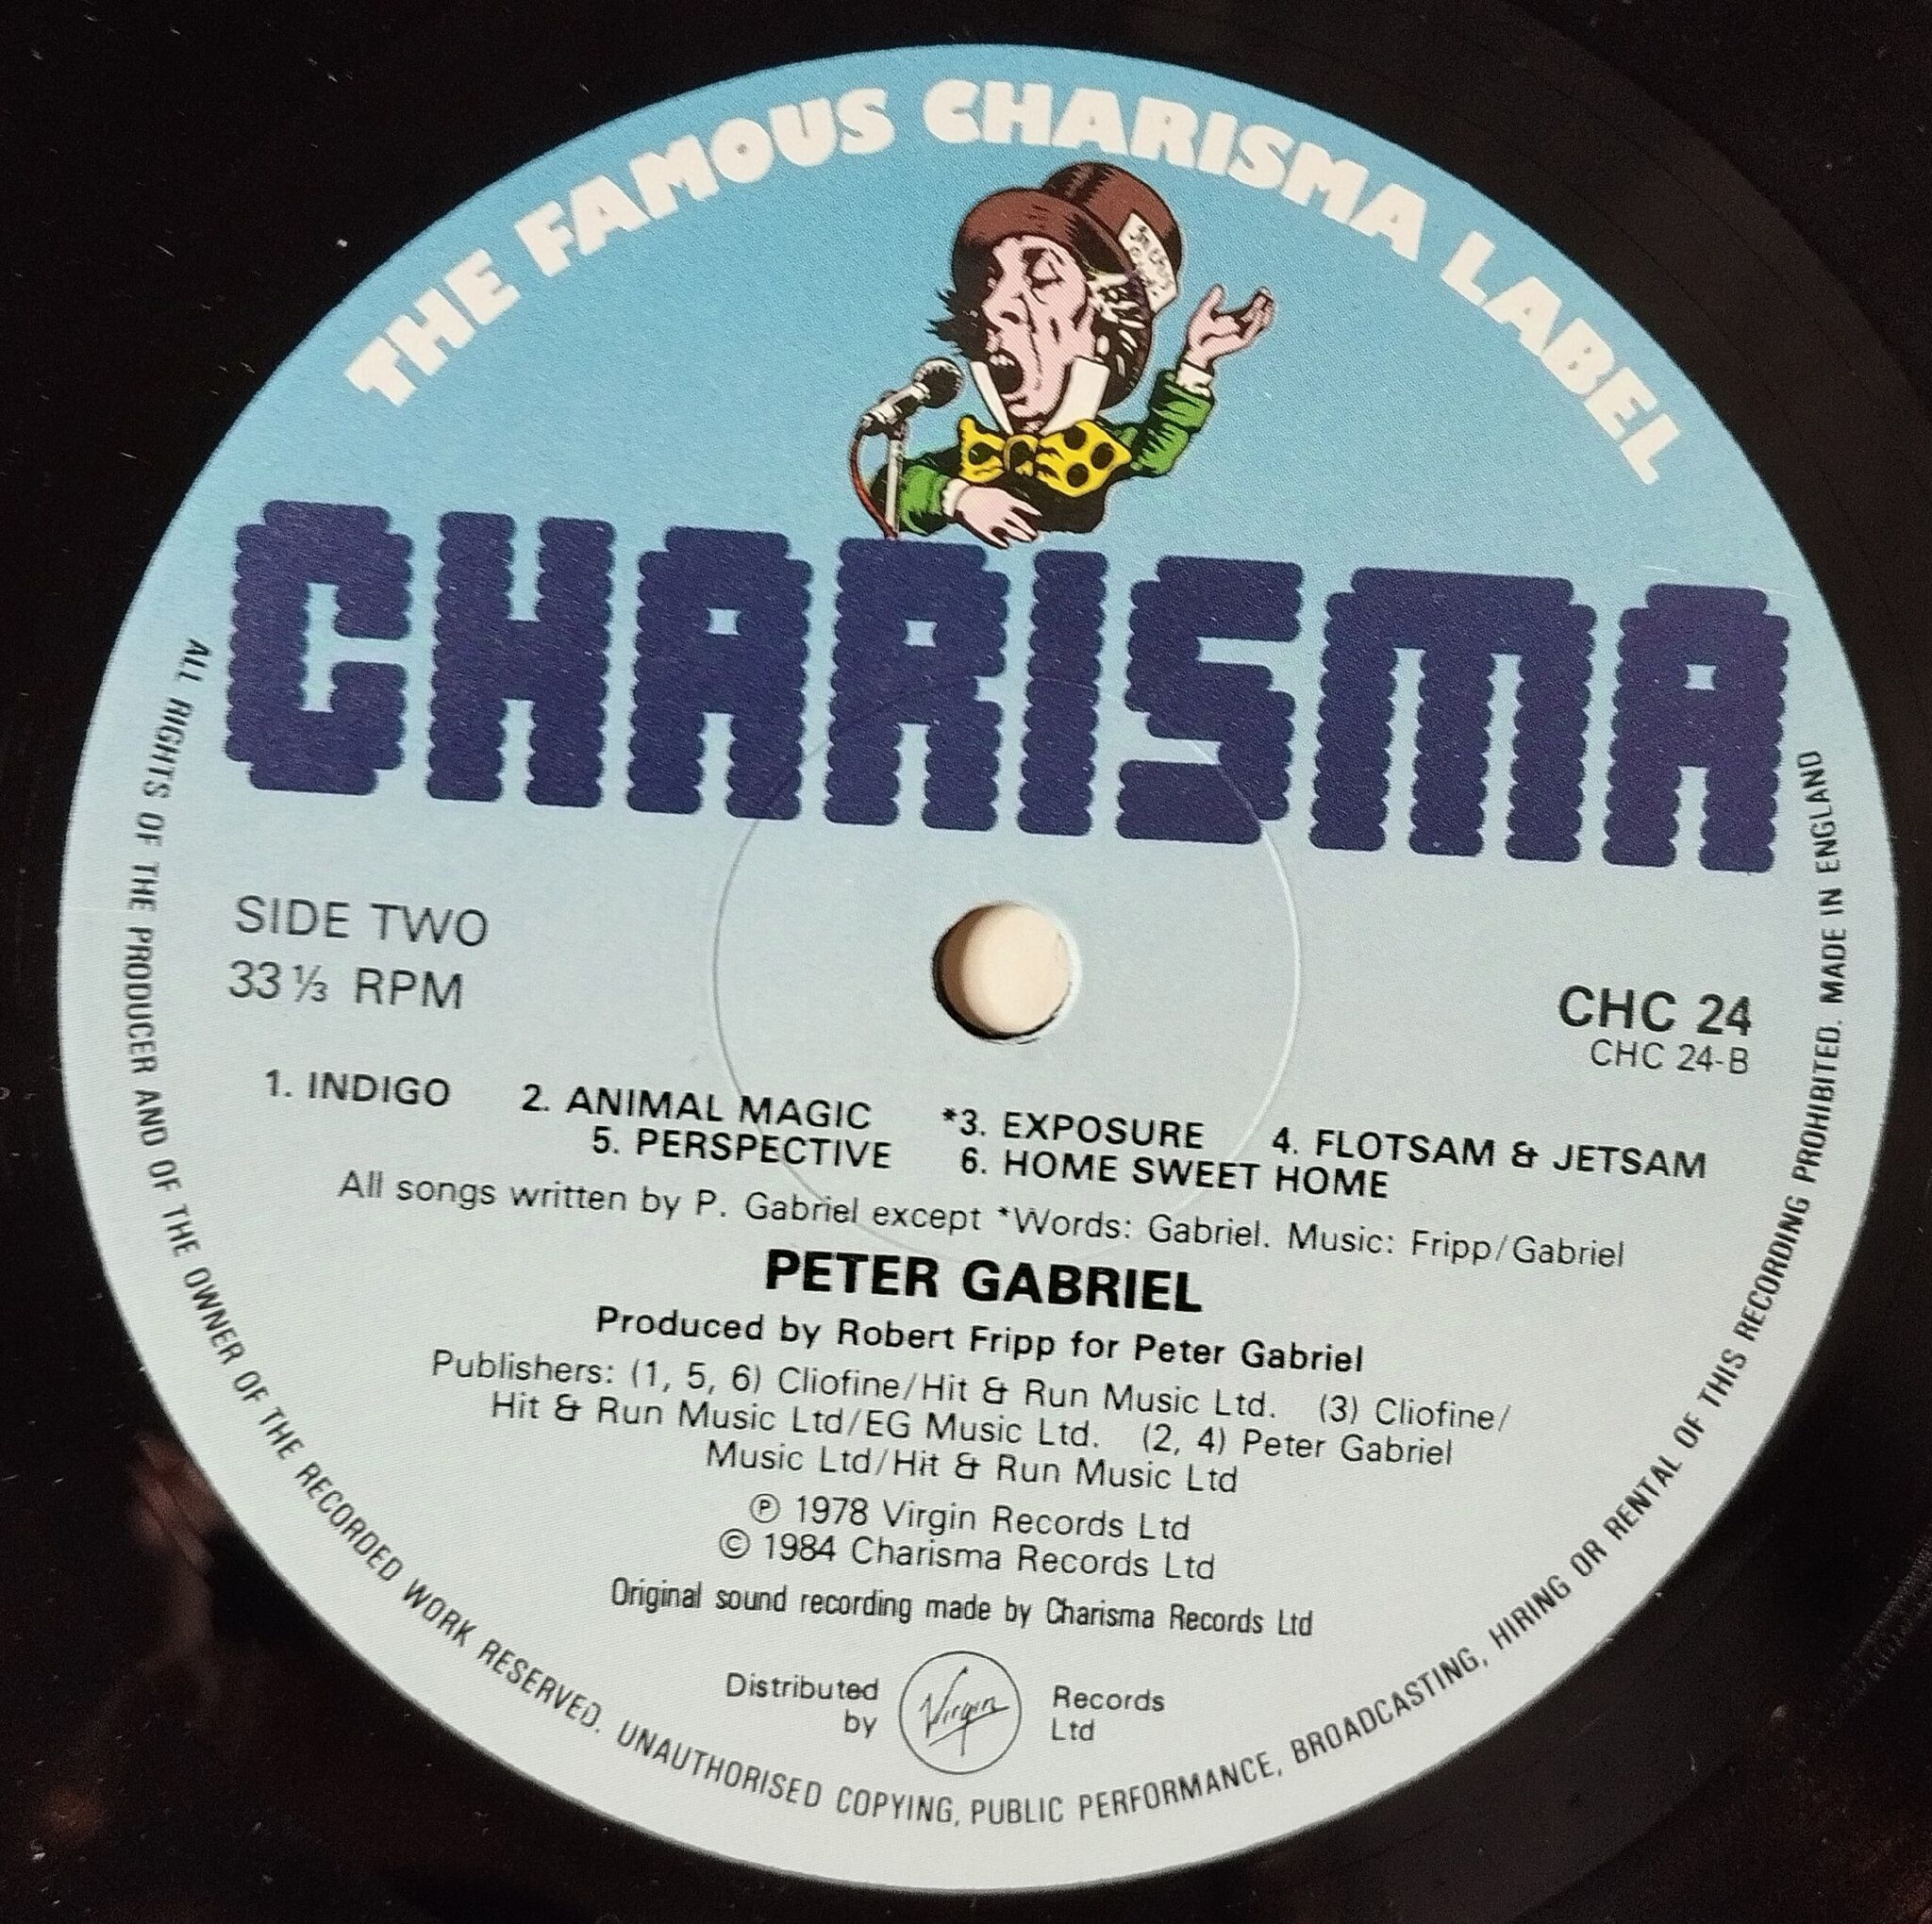 THE FAMOUS CHARISMA LABEL
CHARISMA
SIDE TWO
33⅓ RPM
CHC 24
CHC 24-B
1. INDIGO 2. ANIMAL MAGIC *3. EXPOSURE 4. FLOTSAM & JETSAM
5. PERSPECTIVE 6. HOME SWEET HOME
All songs written by P. Gabriel except *Words: Gabriel. Music: Fripp/Gabriel
PETER GABRIEL
Produced by Robert Fripp for Peter Gabriel
Publishers: (1, 5, 6) Cliofine/Hit & Run Music Ltd. (3) Cliofine/
Hit & Run Music Ltd/EG Music Ltd. (2, 4) Peter Gabriel
Music Ltd/Hit & Run Music Ltd
℗ 1978 Virgin Records Ltd
© 1984 Charisma Records Ltd
Original sound recording made by Charisma Records Ltd
Distributed by Virgin Records Ltd
ALL RIGHTS OF THE PRODUCER AND OF THE OWNER OF THE RECORDED WORK RESERVED. UNAUTHORISED COPYING, PUBLIC PERFORMANCE, BROADCASTING, HIRING OR RENTAL OF THIS RECORDING PROHIBITED. MADE IN ENGLAND